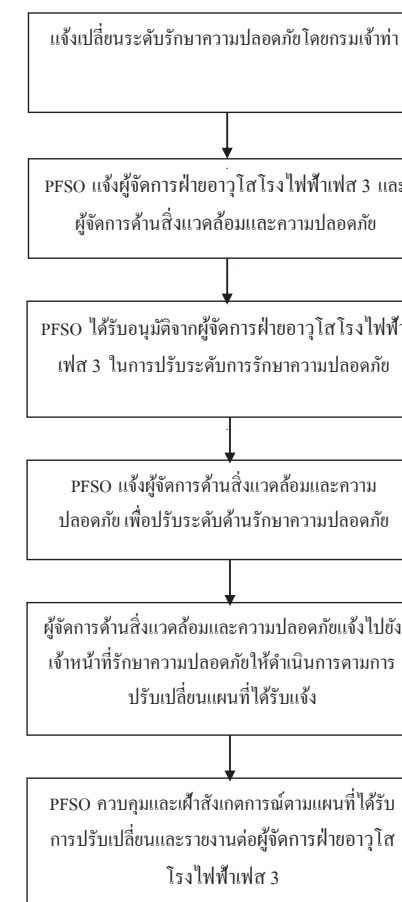 แจ้งเปลี่ยนระดับรักษาความปลอดภัยโดยกรมเจ้าท่า
PFSO แจ้งผู้จัดการฝ่ายอาวุโสโรงไฟฟ้าเฟส 3 และ
ผู้จัดการด้านสิ่งแวดล้อมและความปลอดภัย
PFSO ได้รับอนุมัติจากผู้จัดการฝ่ายอาวุโสโรงไฟฟ้า
เฟส 3 ในการปรับระดับการรักษาความปลอดภัย
PFSO แจ้งผู้จัดการด้านสิ่งแวดล้อมและความ
ปลอดภัย เพื่อปรับระดับด้านรักษาความปลอดภัย
ผู้จัดการด้านสิ่งแวดล้อมและความปลอดภัยแจ้งไปยัง
เจ้าหน้าที่รักษาความปลอดภัยให้ดำเนินการตามการ
ปรับเปลี่ยนแผนที่ได้รับแจ้ง
PFSO ควบคุมและเฝ้าสังเกตการณ์ตามแผนที่ได้รับ
การปรับเปลี่ยนและรายงานต่อผู้จัดการฝ่ายอาวุโส
โรงไฟฟ้าเฟส 3